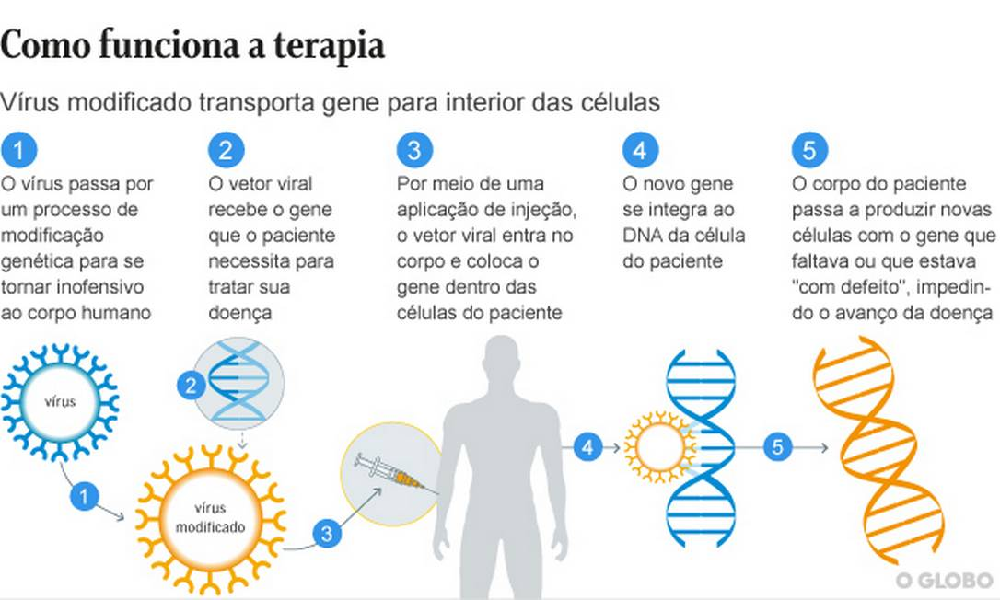 Como funciona a terapia
Vírus modificado transporta gene para interior das células
1
O vírus passa por
um processo de
modificação
genética para se
tornar inofensivo
ao corpo humano
2
O vetor viral
recebe o gene
que o paciente
necessita para
tratar sua
doença
3
Por meio de uma
aplicação de injeção,
o vetor viral entra no
corpo e coloca o
gene dentro das
células do paciente
4
O novo gene
se integra ao
DNA da célula
do paciente
5
O corpo do paciente
passa a produzir novas
células com o gene que
faltava ou que estava
"com defeito", impedin-
do o avanço da doença
vírus
2
1
vírus
modificado
3
4
5
O GLOBO